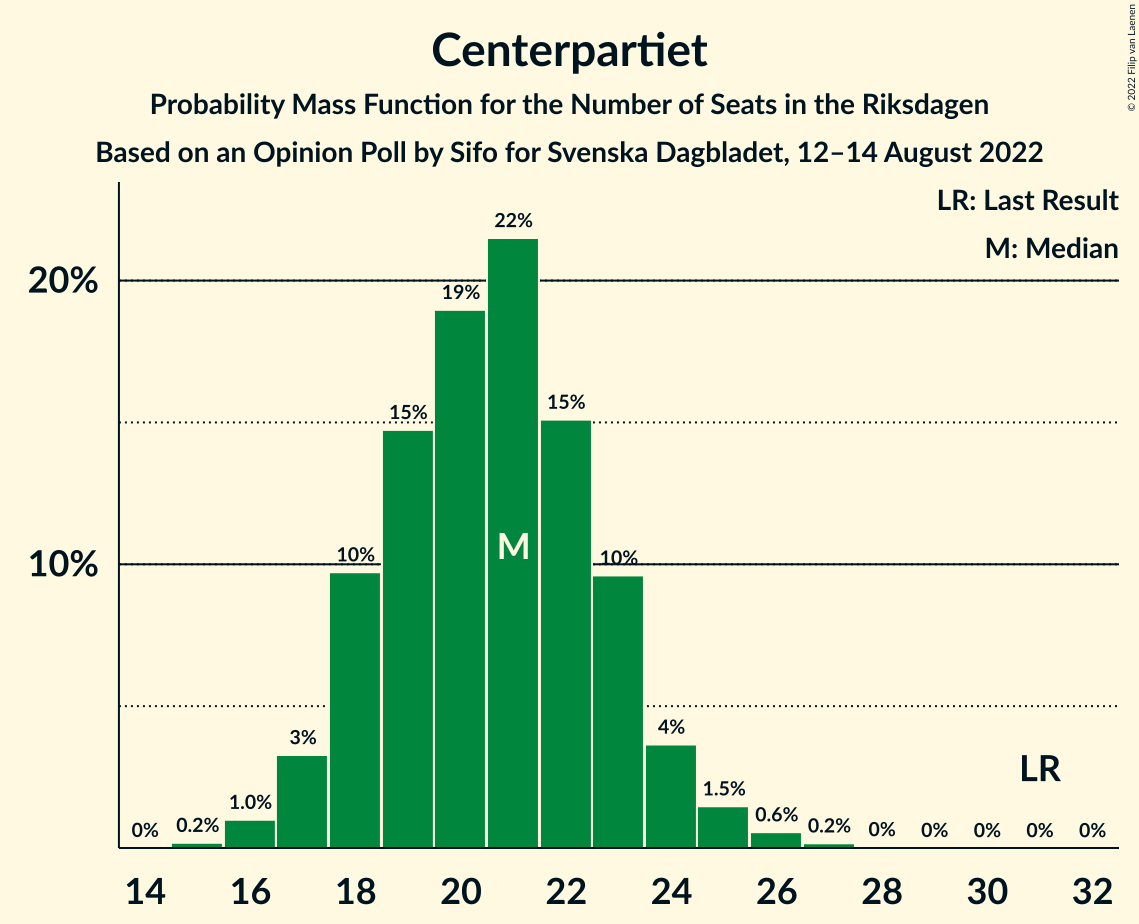 Centerpartiet
Probability Mass Function for the Number of Seats in the Riksdagen
Based on an Opinion Poll by Sifo for Svenska Dagbladet, 12–14 August 2022
© 2022 Filip van Laenen
LR: Last Result
M: Median
20%
10%
0%
0.2%
1.0%
3%
10%
15%
19%
22%
15%
10%
4%
1.5%
0.6%
0.2%
0%
0%
0%
0%
0%
M
LR
14 16 18 20 22 24 26 28 30 32